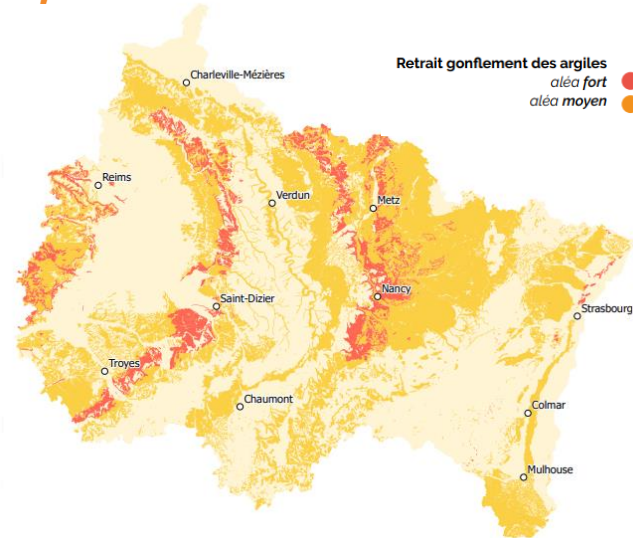 Retrait gonflement des argiles
aléa fort
aléa moyen
Charleville-Mézières
Reims
Verdun
Metz
Nancy
Saint-Dizier
Strasbourg
Troyes
Chaumont
Colmar
Mulhouse